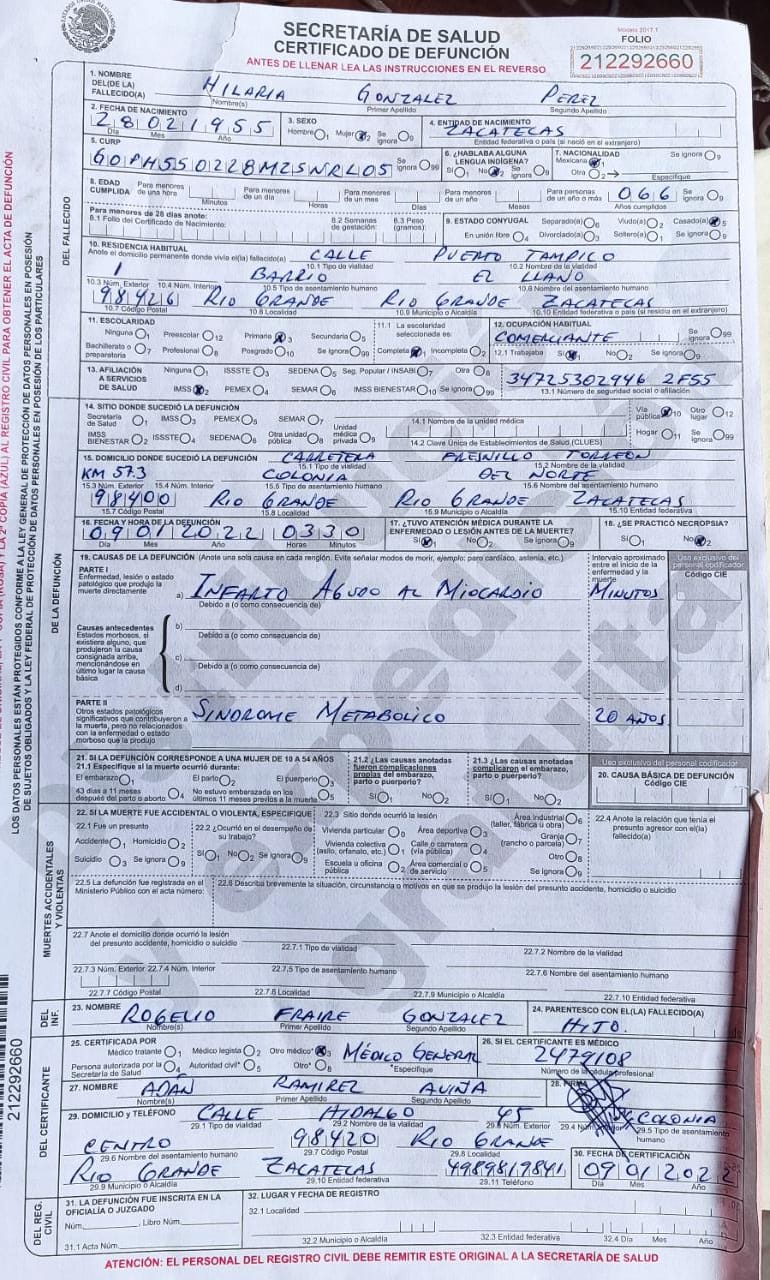 SECRETARÍA DE SALUD
CERTIFICADO DE DEFUNCIÓN
ANTES DE LLENAR LEA LAS INSTRUCCIONES EN EL REVERSO
Modelo 2017.1
FOLIO
212292660
1. NOMBRE DEL(DE LA) FALLECIDO(A) HILARIA GONZALEZ PEREZ
Nombre(s) Primer Apellido Segundo Apellido
2. FECHA DE NACIMIENTO 28021955 3. SEXO Hombre 1 Mujer 2 Se ignora 9 4. ENTIDAD DE NACIMIENTO ZACATECAS
Día Mes Año Entidad federativa o país (si nació en el extranjero)
5. CURP GOPH550228MZSNRL05 Se ignora 99 6. ¿HABLABA ALGUNA LENGUA INDÍGENA? SI 1 No 2 Se ignora 9 7. NACIONALIDAD Mexicana 1 Otra 2 Se ignora 9 Especifique
8. EDAD CUMPLIDA Para menores de una hora Minutos Para menores de un día Horas Para menores de un mes Días Para menores de un año Meses Para personas de un año o más 066 Años cumplidos Se ignora 9
Para menores de 28 días anote:
8.1 Folio del Certificado de Nacimiento: 8.2 Semanas de gestación: 8.3 Peso (gramos): 9. ESTADO CONYUGAL Separado(a) 6 Viudo(a) 2 Casado(a) 5
En unión libre 4 Divorciado(a) 3 Soltero(a) 1 Se ignora 9
10. RESIDENCIA HABITUAL
Anote el domicilio permanente donde vivía el(la) fallecido(a) CALLE PUERTO TAMPICO
10.1 Tipo de vialidad 10.2 Nombre de la vialidad
1 BARRIO EL LLANO
10.3 Núm. Exterior 10.4 Núm. Interior 10.5 Tipo de asentamiento humano 10.6 Nombre del asentamiento humano
98426 RIO GRANDE RIO GRANDE ZACATECAS
10.7 Código Postal 10.8 Localidad 10.9 Municipio o Alcaldía 10.10 Entidad federativa o país (si residía en el extranjero)
11. ESCOLARIDAD Ninguna 1 Preescolar 12 Primaria 3 Secundaria 5
Bachillerato o preparatoria 7 Profesional 8 Posgrado 10 Se ignora 99
11.1 La escolaridad seleccionada es: Completa 1 Incompleta 2
12. OCUPACIÓN HABITUAL COMERCIANTE Se ignora 99
12.1 Trabajaba SI 1 No 2 Se ignora 9
13. AFILIACIÓN A SERVICIOS DE SALUD Ninguna 1 ISSSTE 3 SEDENA 5 Seg. Popular / INSABI 7 Otra 8
IMSS 2 PEMEX 4 SEMAR 6 IMSS BIENESTAR 10 Se ignora 99
34725302946 2F55
13.1 Número de seguridad social o afiliación
14. SITIO DONDE SUCEDIÓ LA DEFUNCIÓN
Secretaría de Salud 1 IMSS 3 PEMEX 5 SEMAR 7 14.1 Nombre de la unidad médica Vía pública 10 Otro lugar 12
IMSS BIENESTAR 2 ISSSTE 4 SEDENA 6 Otra unidad pública 8 Unidad médica privada 9 14.2 Clave Única de Establecimientos de Salud (CLUES) Hogar 11 Se ignora 99
15. DOMICILIO DONDE SUCEDIÓ LA DEFUNCIÓN CARRETERA FRESNILLO TORREON
15.1 Tipo de vialidad 15.2 Nombre de la vialidad
KM 57.3 COLONIA DEL NORTE
15.3 Núm. Exterior 15.4 Núm. Interior 15.5 Tipo de asentamiento humano 15.6 Nombre del asentamiento humano
98400 RIO GRANDE RIO GRANDE ZACATECAS
15.7 Código Postal 15.8 Localidad 15.9 Municipio o Alcaldía 15.10 Entidad federativa
16. FECHA Y HORA DE LA DEFUNCIÓN 09012022 0330
Día Mes Año Horas Minutos
17. ¿TUVO ATENCIÓN MÉDICA DURANTE LA ENFERMEDAD O LESIÓN ANTES DE LA MUERTE? SI 1 No 2 Se ignora 9
18. ¿SE PRACTICÓ NECROPSIA? SI 1 No 2
19. CAUSAS DE LA DEFUNCIÓN (Anote una sola causa en cada renglón. Evite señalar modos de morir, ejemplo: paro cardiaco, astenia, etc.)
Intervalo aproximado entre el inicio de la enfermedad y la muerte
Uso exclusivo del personal codificador
Código CIE
PARTE I
Enfermedad, lesión o estado patológico que produjo la muerte directamente
a) INFARTO AGUDO AL MIOCARDIO MINUTOS
Debido a (o como consecuencia de)
Causas antecedentes
Estados morbosos, si existiera alguno, que produjeron la causa consignada arriba, mencionándose en último lugar la causa básica
b)
Debido a (o como consecuencia de)
c)
Debido a (o como consecuencia de)
d)
PARTE II
Otros estados patológicos significativos que contribuyeron a la muerte, pero no relacionados con la enfermedad o estado morboso que la produjo
SINDROME METABOLICO 20 AÑOS
21. SI LA DEFUNCIÓN CORRESPONDE A UNA MUJER DE 10 A 54 AÑOS
21.1 Especifique si la muerte ocurrió durante:
El embarazo 1 El parto 2 El puerperio 3
43 días a 11 meses después del parto o aborto 4 No estuvo embarazada en los últimos 11 meses previos a la muerte 5
21.2 ¿Las causas anotadas fueron complicaciones propias del embarazo, parto o puerperio? SI 1 No 2
21.3 ¿Las causas anotadas complicaron el embarazo, parto o puerperio? SI 1 No 2
Uso exclusivo del personal codificador
20. CAUSA BÁSICA DE DEFUNCIÓN
Código CIE
22. SI LA MUERTE FUE ACCIDENTAL O VIOLENTA, ESPECIFIQUE
22.1 Fue un presunto
Accidente 1 Homicidio 2
Suicidio 3 Se ignora 9
22.2 ¿Ocurrió en el desempeño de su trabajo?
SI 1 No 2 Se ignora 9
22.3 Sitio donde ocurrió la lesión
Vivienda particular 0 Área deportiva 3 Área industrial (taller, fábrica u obra) 6
Vivienda colectiva (asilo, orfanato, etc.) 1 Calle o carretera (vía pública) 4 Granja (rancho o parcela) 7
Escuela u oficina pública 2 Área comercial o de servicio 5 Otro 8
Se ignora 9
22.4 Anote la relación que tenía el presunto agresor con el(la) fallecido(a)
22.5 La defunción fue registrada en el Ministerio Público con el acta número:
22.6 Describa brevemente la situación, circunstancia o motivos en que se produjo la lesión del presunto accidente, homicidio o suicidio
22.7 Anote el domicilio donde ocurrió la lesión del presunto accidente, homicidio o suicidio
22.7.1 Tipo de vialidad 22.7.2 Nombre de la vialidad
22.7.3 Núm. Exterior 22.7.4 Núm. Interior 22.7.5 Tipo de asentamiento humano 22.7.6 Nombre del asentamiento humano
22.7.7 Código Postal 22.7.8 Localidad 22.7.9 Municipio o Alcaldía 22.7.10 Entidad federativa
23. NOMBRE ROGELIO FRAIRE GONZALEZ
Nombre(s) Primer Apellido Segundo Apellido
24. PARENTESCO CON EL(LA) FALLECIDO(A) HIJO.
25. CERTIFICADA POR
Médico tratante 1 Médico legista 2 Otro médico* 3 MÉDICO GENERAL
Persona autorizada por la Secretaría de Salud 4 Autoridad civil* 5 Otro* 8 *Especifique
26. SI EL CERTIFICANTE ES MÉDICO 2479108
Número de la cédula profesional
27. NOMBRE ADÁN RAMIREZ AVIÑA
Nombre(s) Primer Apellido Segundo Apellido
28. FIRMA
29. DOMICILIO Y TELÉFONO CALLE HIDALGO 45 COLONIA
29.1 Tipo de vialidad 29.2 Nombre de la vialidad 29.3 Núm. Exterior 29.4 Núm. Interior 29.5 Tipo de asentamiento humano
CENTRO 98420 RIO GRANDE
29.6 Nombre del asentamiento humano 29.7 Código Postal 29.8 Localidad
RIO GRANDE ZACATECAS 4989819841
29.9 Municipio o Alcaldía 29.10 Entidad federativa 29.11 Teléfono
30. FECHA DE CERTIFICACIÓN 09012022
Día Mes Año
31. LA DEFUNCIÓN FUE INSCRITA EN LA OFICIALÍA O JUZGADO
Núm. Libro Núm.
31.1 Acta Núm.
32. LUGAR Y FECHA DE REGISTRO
32.1 Localidad
32.2 Municipio o Alcaldía 32.3 Entidad federativa 32.4 Día Mes Año
ATENCIÓN: EL PERSONAL DEL REGISTRO CIVIL DEBE REMITIR ESTE ORIGINAL A LA SECRETARÍA DE SALUD
DEL FALLECIDO
DE LA DEFUNCIÓN
MUERTES ACCIDENTALES Y VIOLENTAS
DEL INF.
DEL CERTIFICANTE
DEL REG. CIVIL
LOS DATOS PERSONALES ESTÁN PROTEGIDOS CONFORME A LA LEY GENERAL DE PROTECCIÓN DE DATOS PERSONALES EN POSESIÓN
DE SUJETOS OBLIGADOS Y LA LEY FEDERAL DE PROTECCIÓN DE DATOS PERSONALES EN POSESIÓN DE LOS PARTICULARES
Y LA 2ª COPIA (AZUL) AL REGISTRO CIVIL PARA OBTENER EL ACTA DE DEFUNCIÓN
212292660